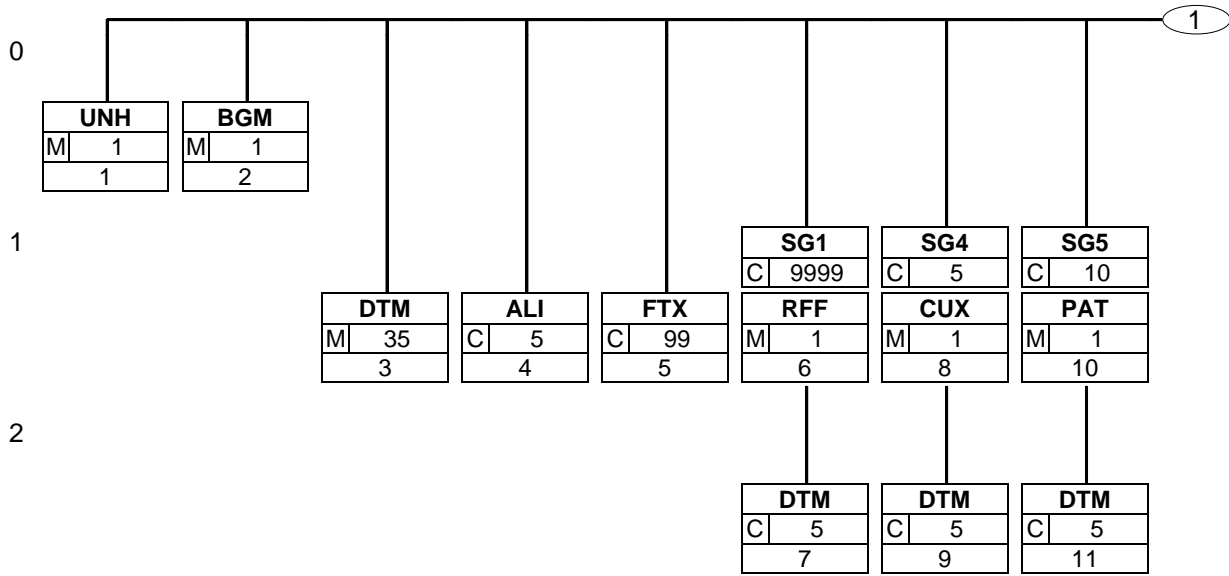 1
0
UNH BGM
M 1 M 1
1 2
1
SG1 SG4 SG5
C 9999 C 5 C 10
DTM ALI FTX RFF CUX PAT
M 35 C 5 C 99 M 1 M 1 M 1
3 4 5 6 8 10
2
DTM DTM DTM
C 5 C 5 C 5
7 9 11